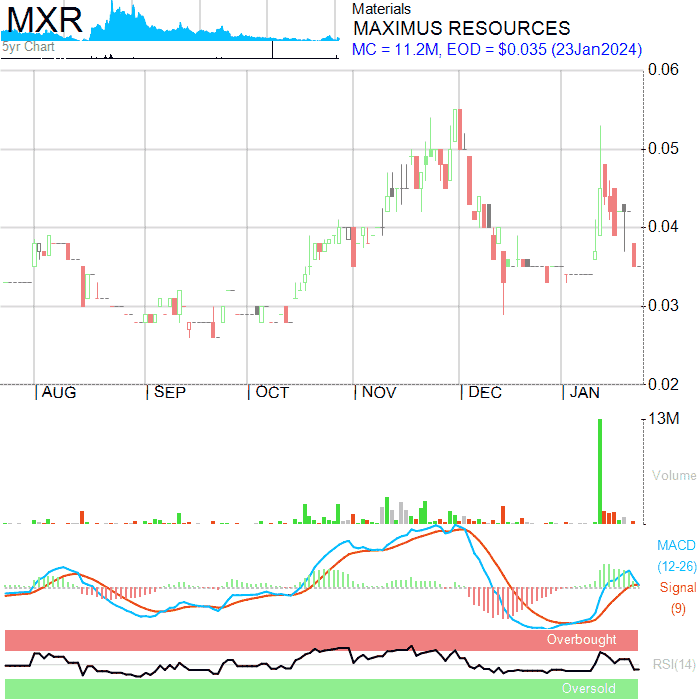 MXR
5yr Chart
Materials
MAXIMUS RESOURCES
MC = 11.2M, EOD = $0.035 (23Jan2024)
0.06
0.05
0.04
0.03
0.02
AUG SEP OCT NOV DEC JAN
13M
Volume
MACD
(12-26)
Signal
(9)
Overbought
RSI(14)
Oversold